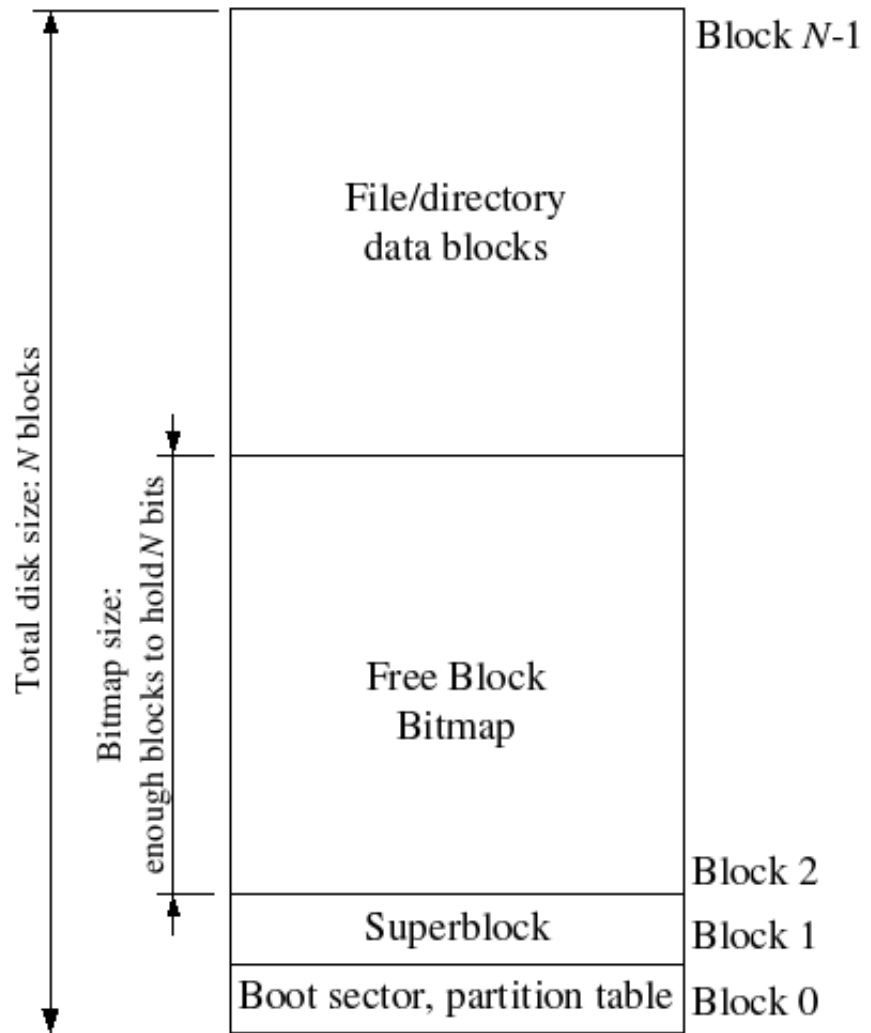 Block N-1
File/directory
data blocks
Total disk size: N blocks
Bitmap size:
enough blocks to hold N bits
Free Block
Bitmap
Block 2
Superblock
Block 1
Boot sector, partition table
Block 0